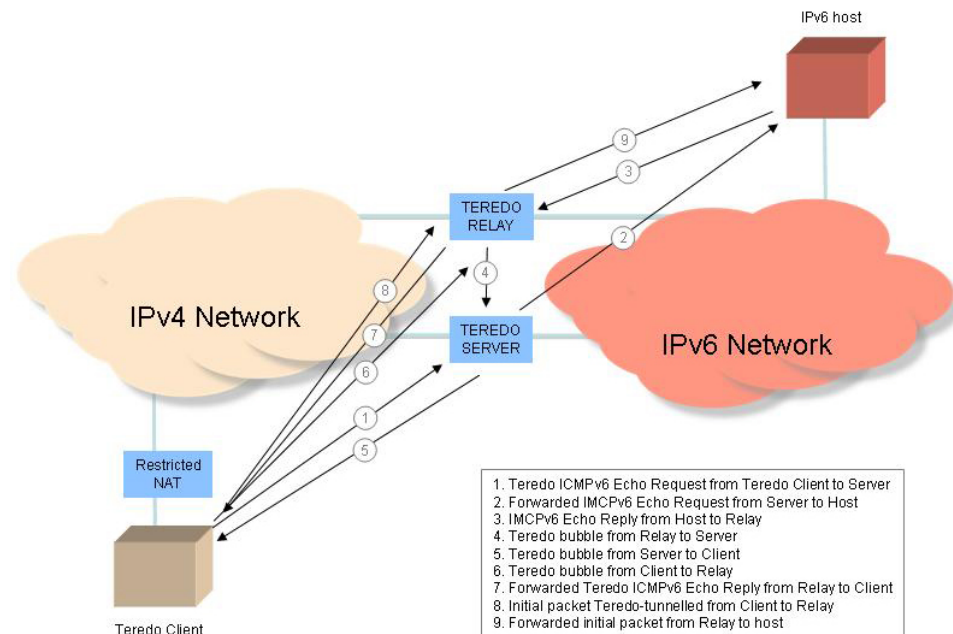 IPv6 host
9
3
TEREDO
RELAY
2
4
8
IPv4 Network
TEREDO
SERVER
7
IPv6 Network
6
1
5
Restricted
NAT
1. Teredo ICMPv6 Echo Request from Teredo Client to Server
2. Forwarded IMCPv6 Echo Request from Server to Host
3. IMCPv6 Echo Reply from Host to Relay
4. Teredo bubble from Relay to Server
5. Teredo bubble from Server to Client
6. Teredo bubble from Client to Relay
7. Forwarded Teredo ICMPv6 Echo Reply from Relay to Client
8. Initial packet Teredo-tunnelled from Client to Relay
9. Forwarded initial packet from Relay to host
Teredo Client